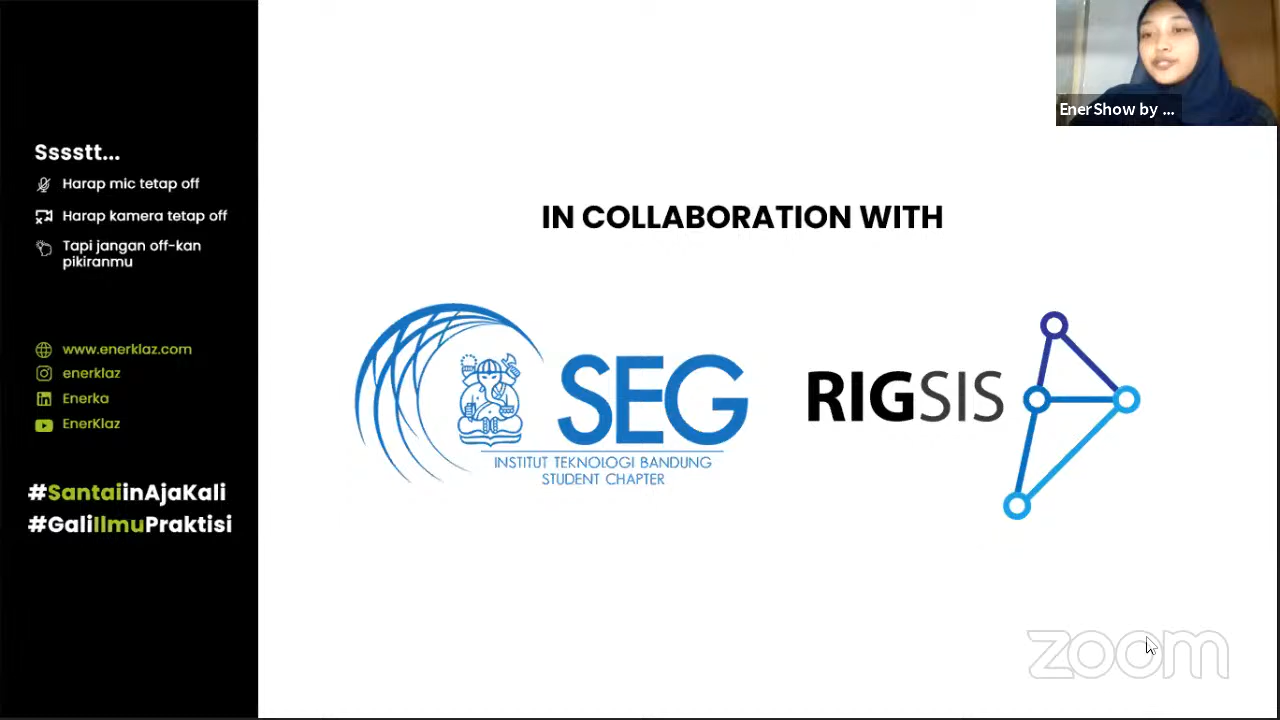 Sssstt...
Harap mic tetap off
Harap kamera tetap off
Tapi jangan off-kan
pikiranmu
www.enerklaz.com
enerklaz
Enerka
EnerKlaz
#SantaiinAjaKali
#GaliIlmuPraktisi
IN COLLABORATION WITH
SEG
INSTITUT TEKNOLOGI BANDUNG
STUDENT CHAPTER
RIGSIS
EnerShow by ...
zoom